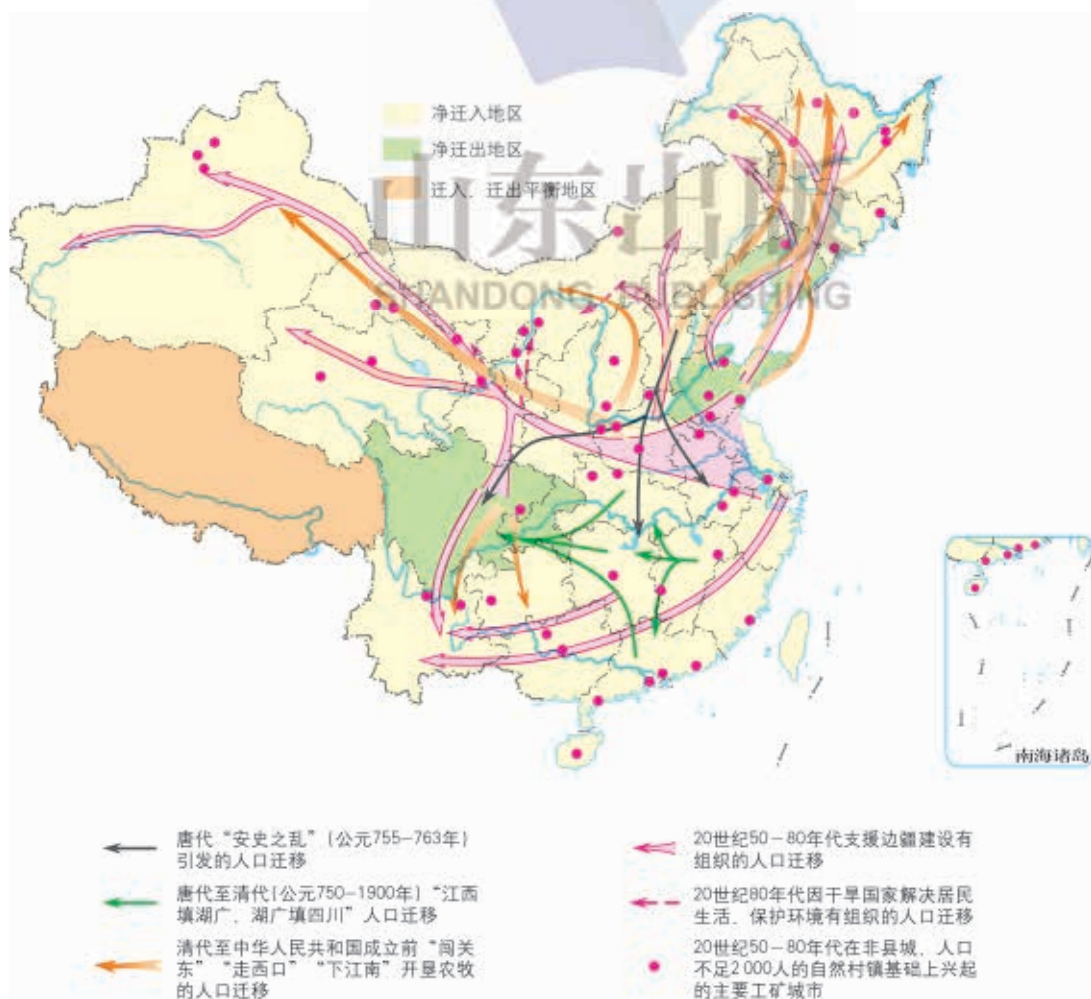 净迁入地区
净迁出地区
迁入、迁出平衡地区
山东出版
SHANDONG PUBLISHING
南海诸岛
唐代“安史之乱”(公元755-763年)
引发的人口迁移
唐代至清代(公元750-1900年)“江西
填湖广、湖广填四川”人口迁移
清代至中华人民共和国成立前“闯关
东”“走西口”“下江南”开垦农牧
的人口迁移
20世纪50-80年代支援边疆建设有
组织的人口迁移
20世纪80年代因干旱国家解决居民
生活、保护环境有组织的人口迁移
20世纪50-80年代在非县城、人口
不足2 000人的自然村镇基础上兴起
的主要工矿城市